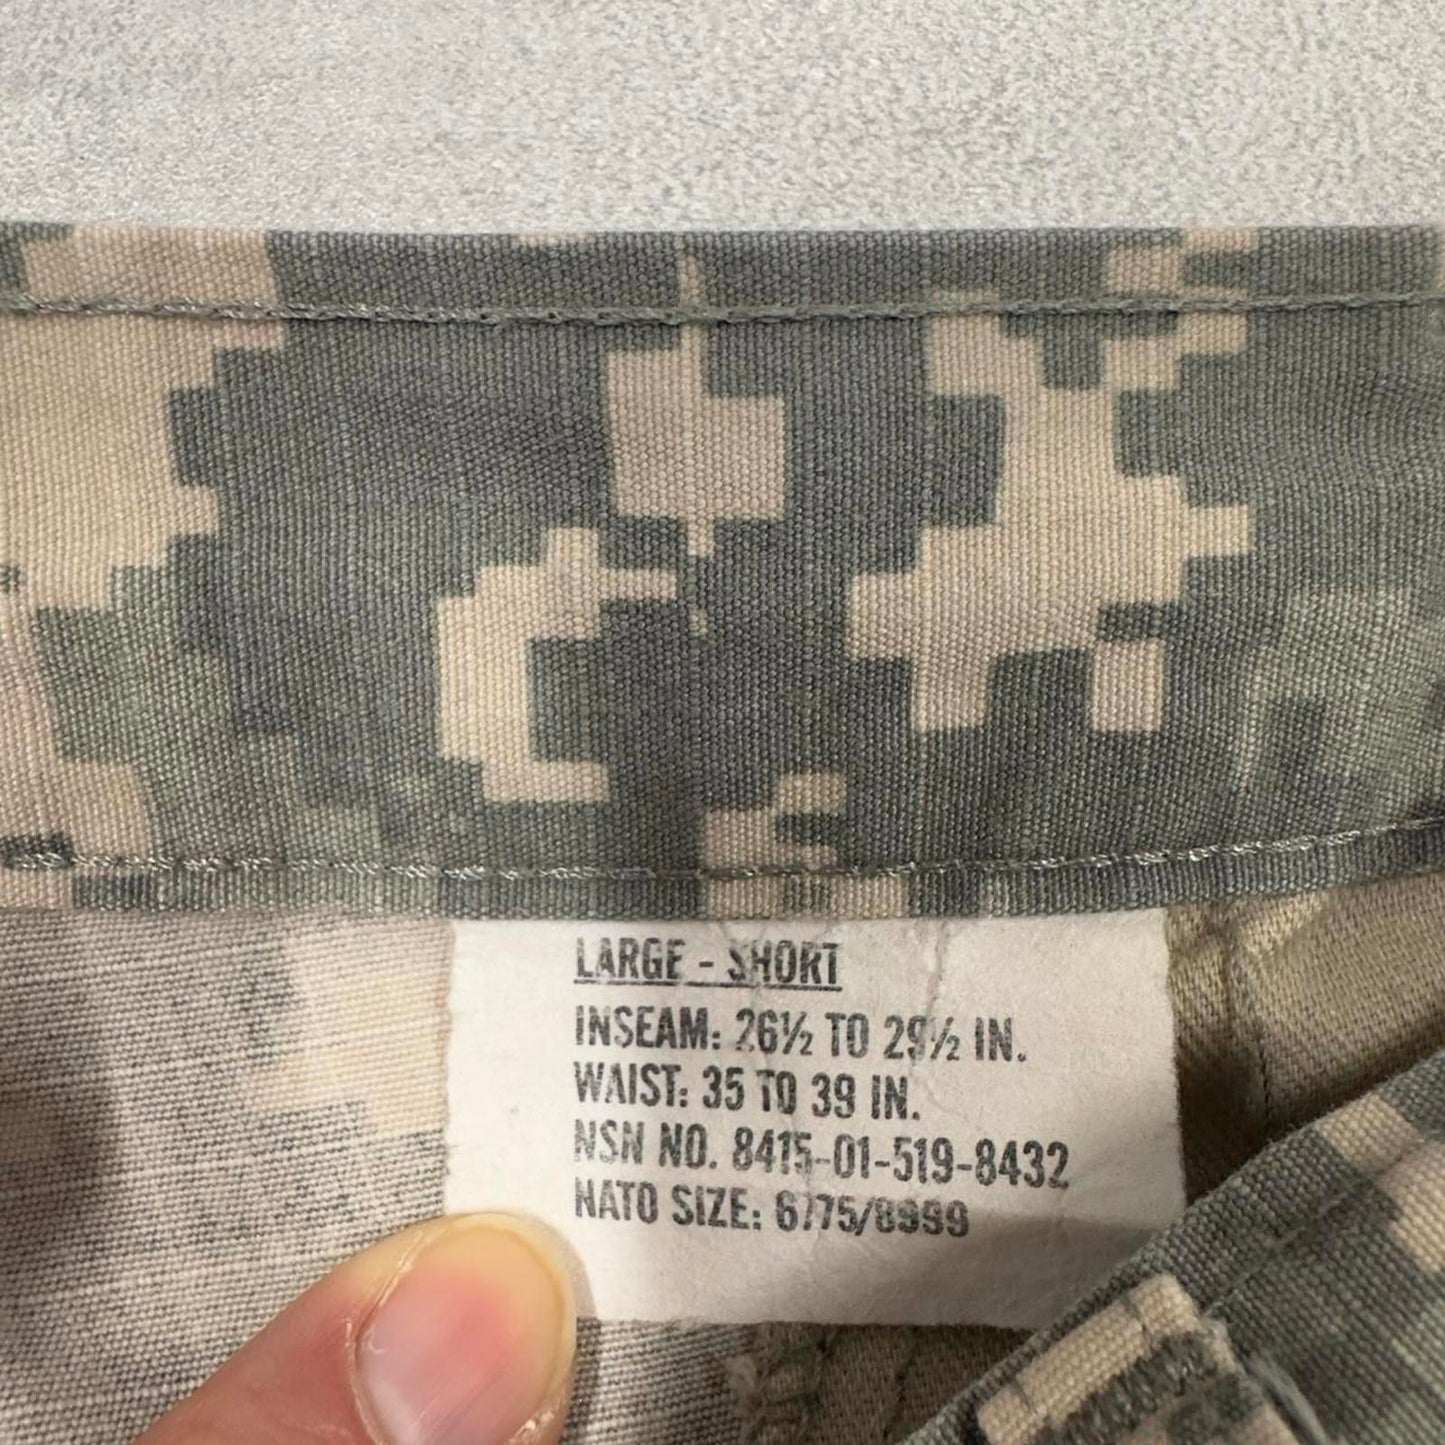 LARGE - SHORT
INSEAM: 26½ TO 29½ IN.
WAIST: 35 TO 39 IN.
NSN NO. 8415-01-519-8432
NATO SIZE: 6775/8999